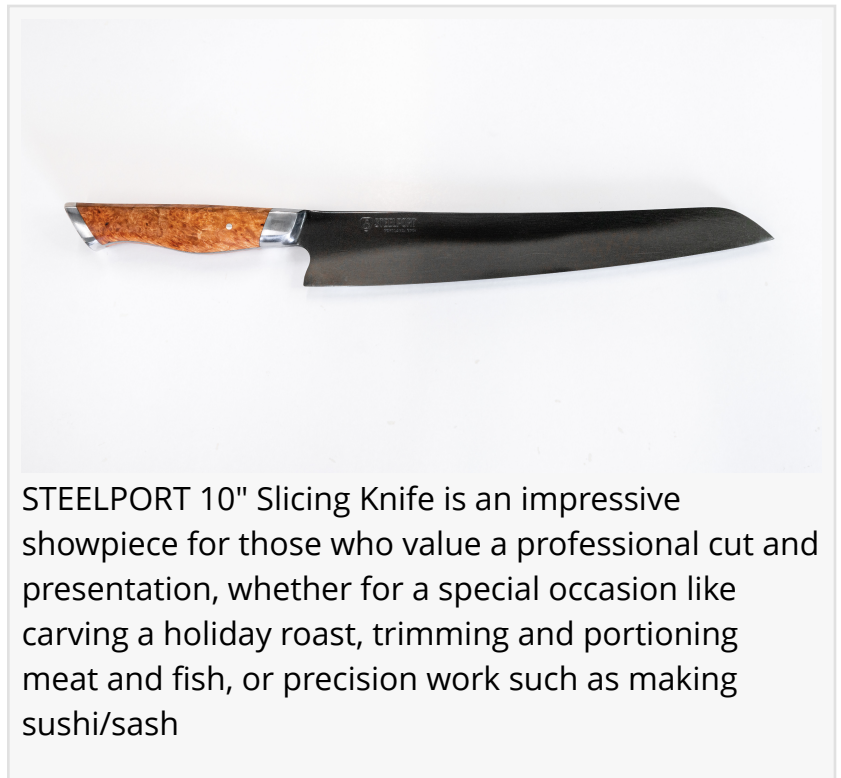 STEELPORT
STEELPORT 10" Slicing Knife is an impressive
showpiece for those who value a professional cut and
presentation, whether for a special occasion like
carving a holiday roast, trimming and portioning
meat and fish, or precision work such as making
sushi/sash